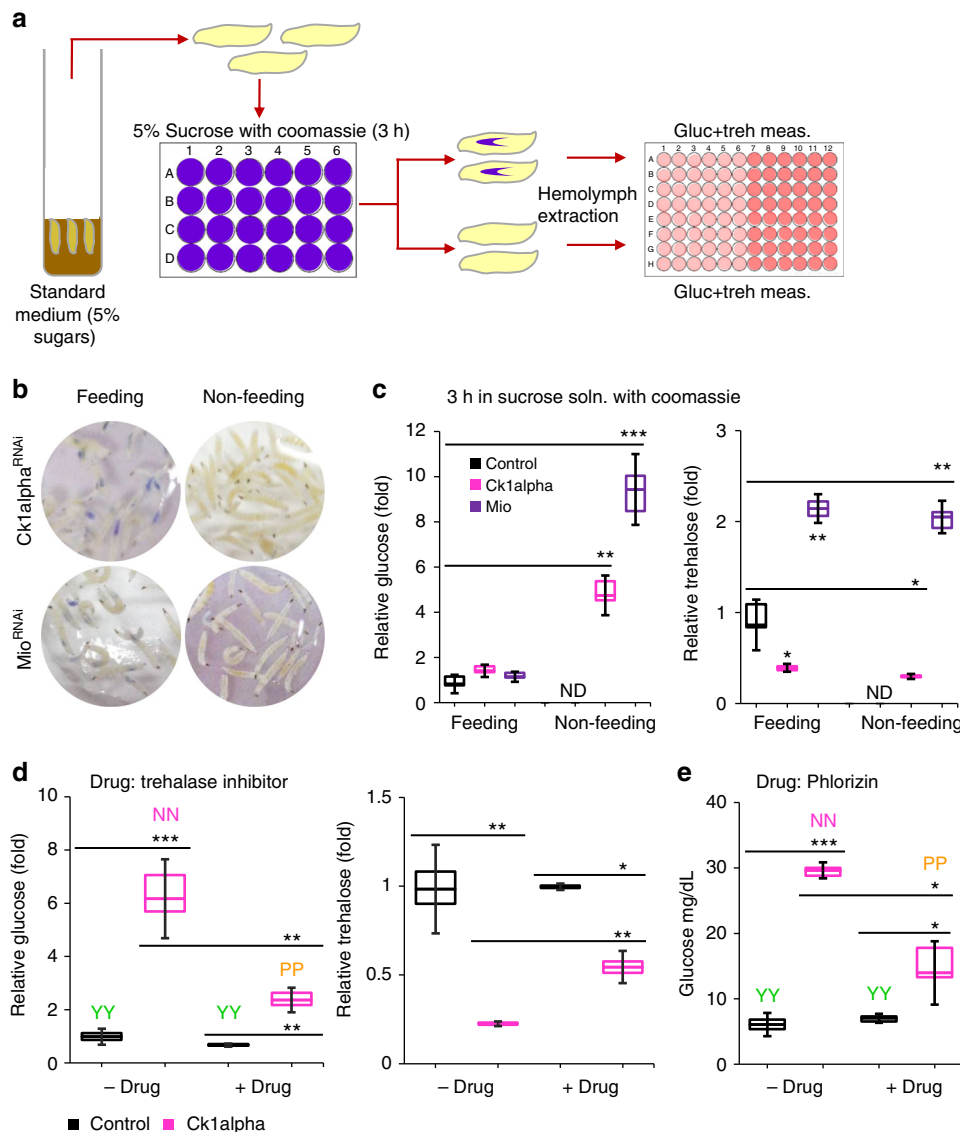 a
5% Sucrose with coomassie (3 h)
1 2 3 4 5 6
A
B
C
D
Gluc+treh meas.
1 2 3 4 5 6 7 8 9 10 11 12
A
B
C
D
E
F
G
H
Hemolymph
extraction
Gluc+treh meas.
Standard
medium (5%
sugars)
b
Feeding Non-feeding
Ck1alphaRNAi
MioRNAi
c
3 h in sucrose soln. with coomassie
Relative glucose (fold)
12
10
8
6
4
2
0
Control
Ck1alpha
Mio
***
**
ND
Feeding Non-feeding
Relative trehalose (fold)
3
2
1
0
**
**
*
*
ND
Feeding Non-feeding
d
Drug: trehalase inhibitor
Relative glucose (fold)
10
8
6
4
2
0
NN
***
**
PP
YY YY
**
– Drug + Drug
Relative trehalose (fold)
1.5
1
0.5
0
**
*
**
– Drug + Drug
Control Ck1alpha
e
Drug: Phlorizin
Glucose mg/dL
40
30
20
10
0
NN
***
PP
*
*
YY YY
– Drug + Drug